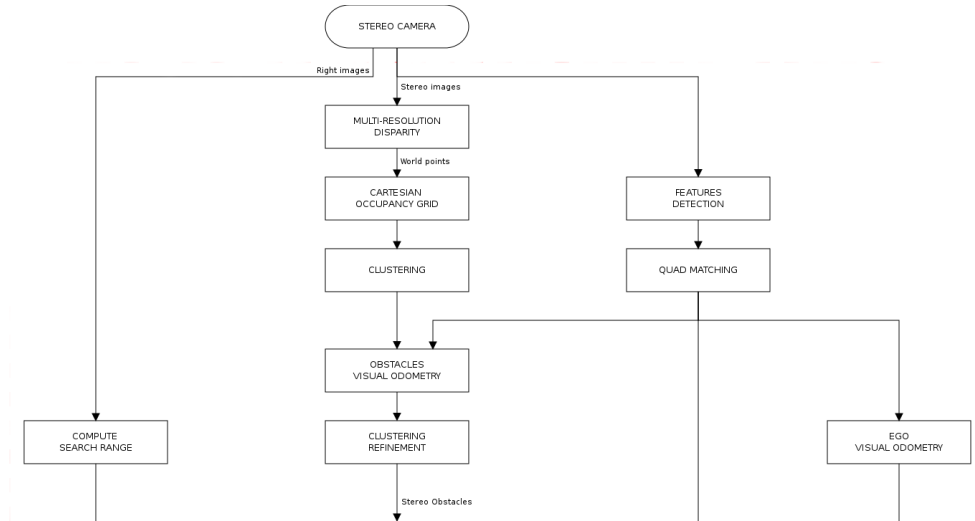 STEREO CAMERA
Right images
Stereo images
MULTI-RESOLUTION
DISPARITY
World points
CARTESIAN
OCCUPANCY GRID
FEATURES
DETECTION
CLUSTERING
QUAD MATCHING
OBSTACLES
VISUAL ODOMETRY
COMPUTE
SEARCH RANGE
CLUSTERING
REFINEMENT
EGO
VISUAL ODOMETRY
Stereo Obstacles